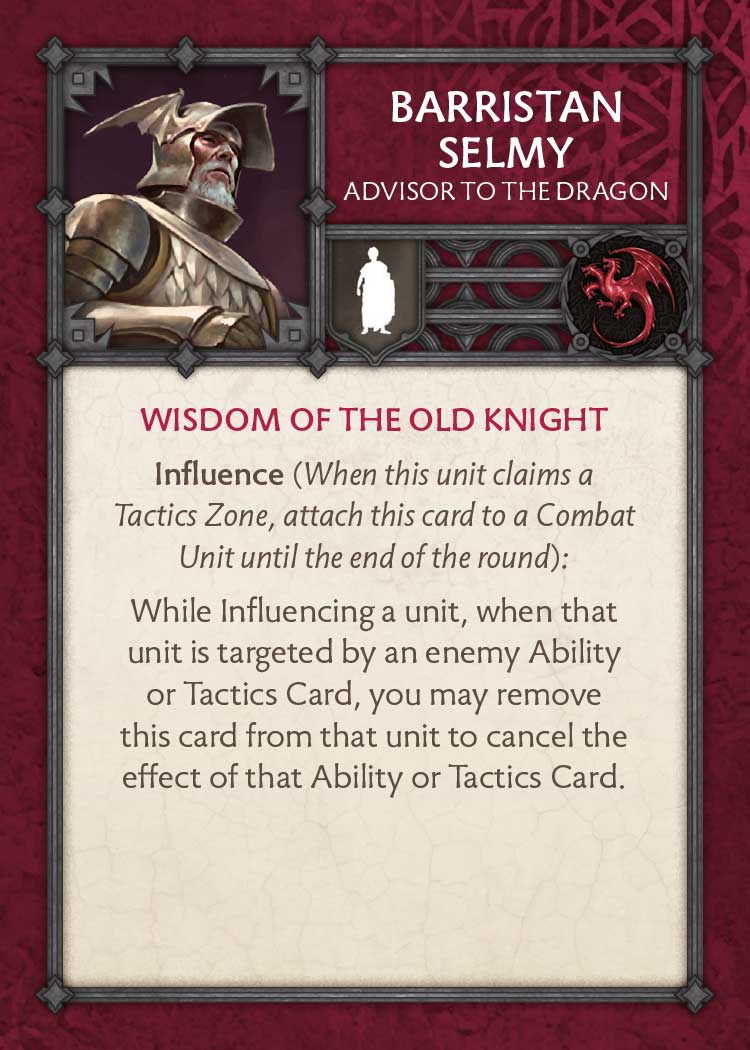 BARRISTAN
SELMY
ADVISOR TO THE DRAGON
WISDOM OF THE OLD KNIGHT
Influence (When this unit claims a
Tactics Zone, attach this card to a Combat
Unit until the end of the round):
While Influencing a unit, when that
unit is targeted by an enemy Ability
or Tactics Card, you may remove
this card from that unit to cancel the
effect of that Ability or Tactics Card.